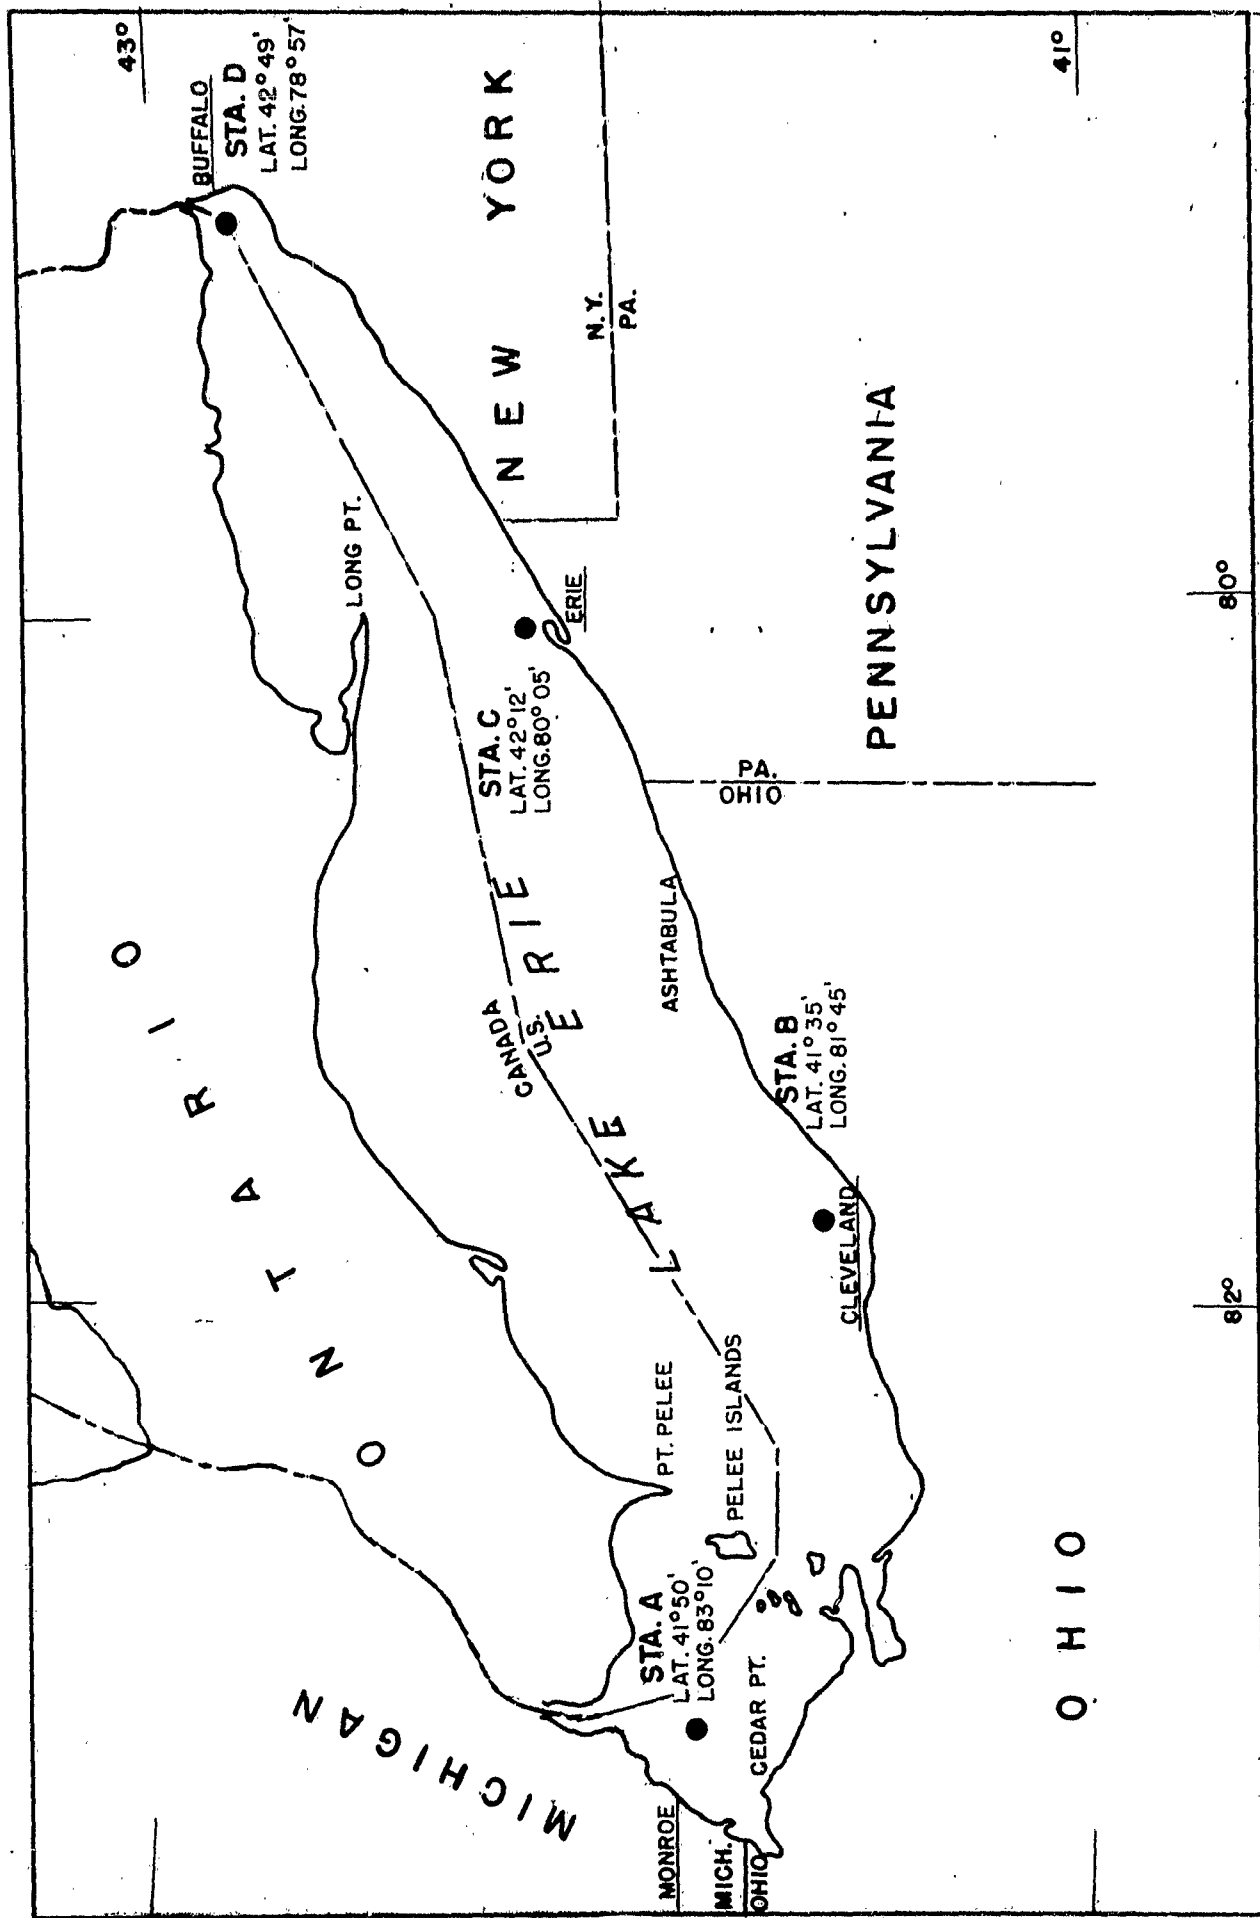 ONTARIO
MICHIGAN
43°
BUFFALO
STA. D
LAT. 42°49'
LONG. 78°57'
NEW YORK
LONG PT.
N.Y.
PA.
ERIE
STA. C
LAT. 42°12'
LONG. 80°05'
CANADA
U.S.
LAKE ERIE
PENNSYLVANIA
PA.
OHIO
ASHTABULA
STA. B
LAT. 41°35'
LONG. 81°45'
CLEVELAND
PT. PELEE
PELEE ISLANDS
STA. A
LAT. 41°50'
LONG. 83°10'
CEDAR PT.
MONROE
MICH.
OHIO
OHIO
41°
82°
80°